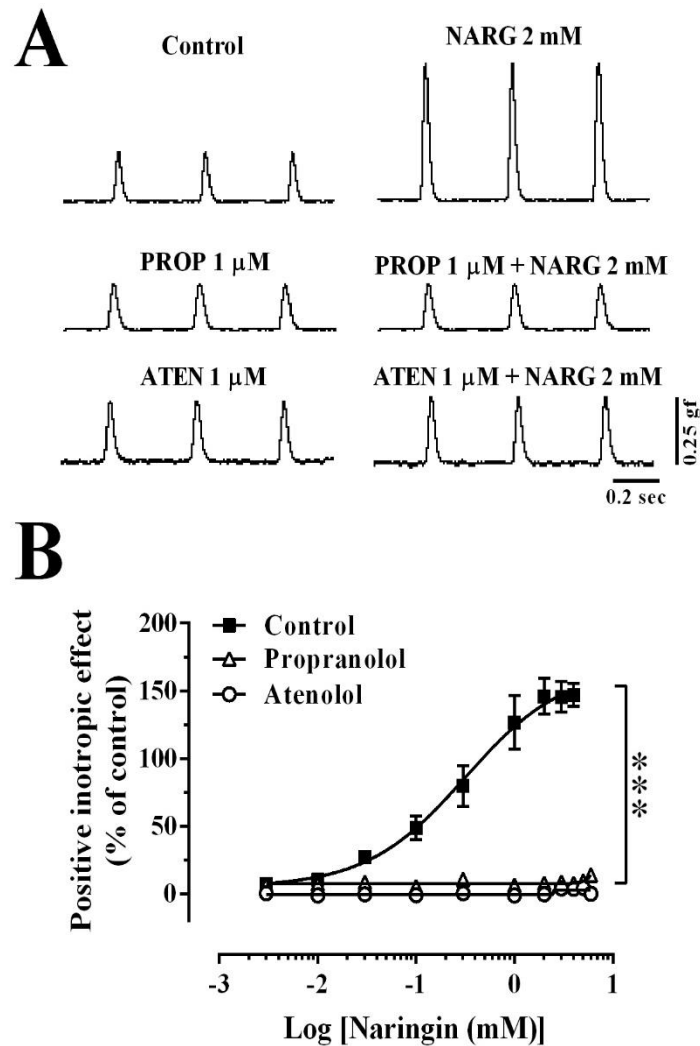 A
Control
NARG 2 mM
PROP 1 μM
PROP 1 μM + NARG 2 mM
ATEN 1 μM
ATEN 1 μM + NARG 2 mM
0.25 gf
0.2 sec
B
Positive inotropic effect
(% of control)
200
150
100
50
0
Control
Propranolol
Atenolol
***
-3
-2
-1
0
1
Log [Naringin (mM)]